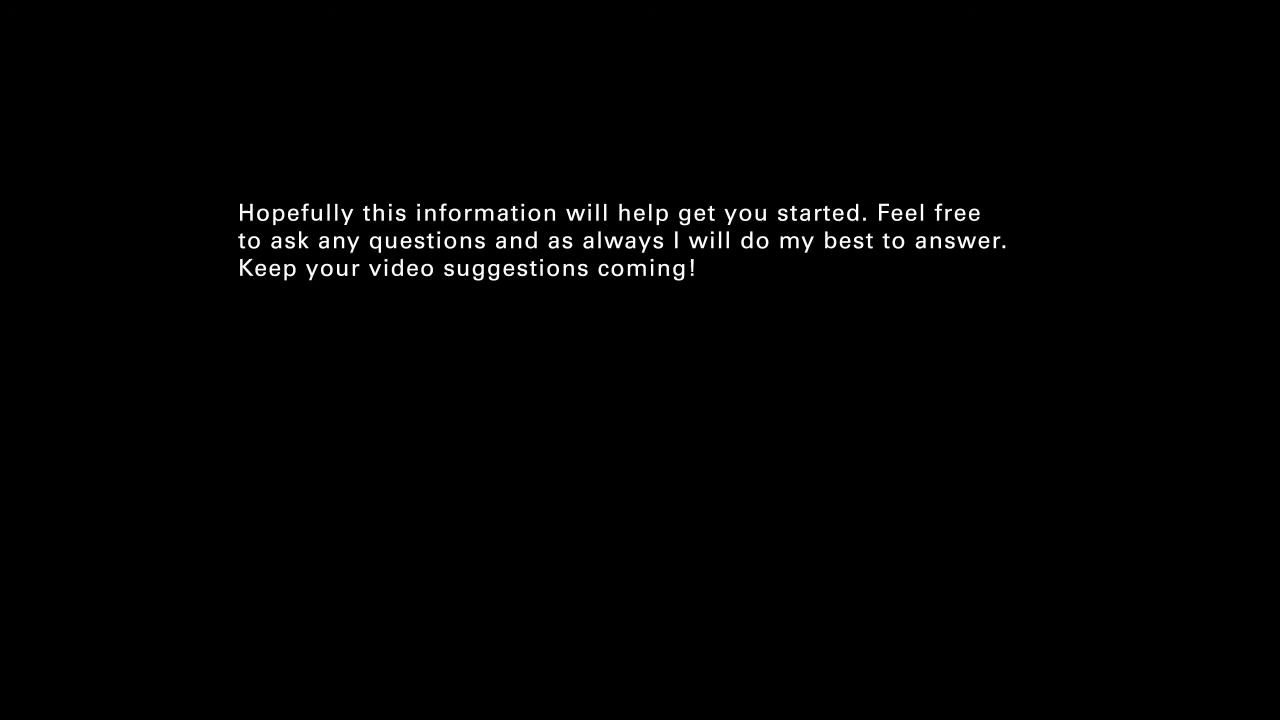 Hopefully this information will help get you started. Feel free
to ask any questions and as always I will do my best to answer.
Keep your video suggestions coming!